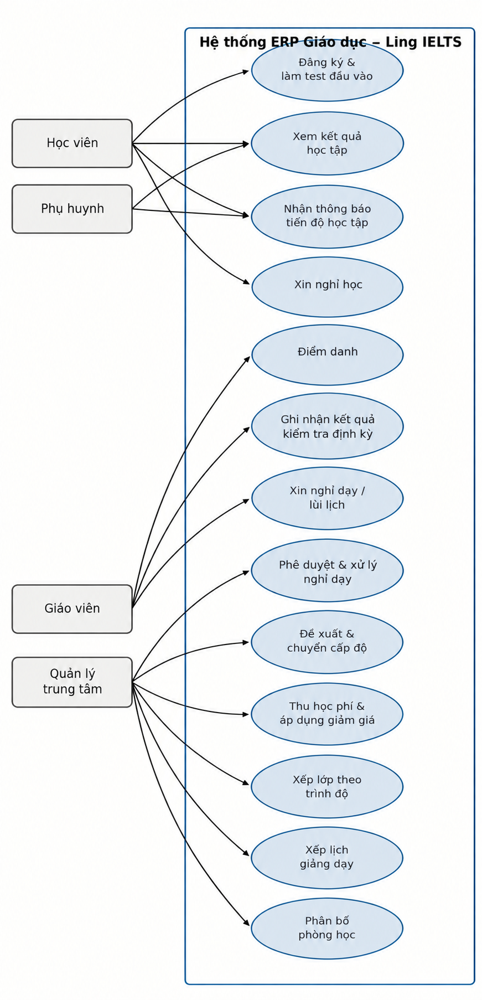 Hệ thống ERP Giáo dục – Ling IELTS
Đăng ký &
làm test đầu vào
Học viên
Xem kết quả
học tập
Phụ huynh
Nhận thông báo
tiến độ học tập
Xin nghỉ học
Điểm danh
Ghi nhận kết quả
kiểm tra định kỳ
Xin nghỉ dạy /
lùi lịch
Phê duyệt & xử lý
nghỉ dạy
Giáo viên
Đề xuất &
chuyển cấp độ
Quản lý
trung tâm
Thu học phí &
áp dụng giảm giá
Xếp lớp theo
trình độ
Xếp lịch
giảng dạy
Phân bổ
phòng học